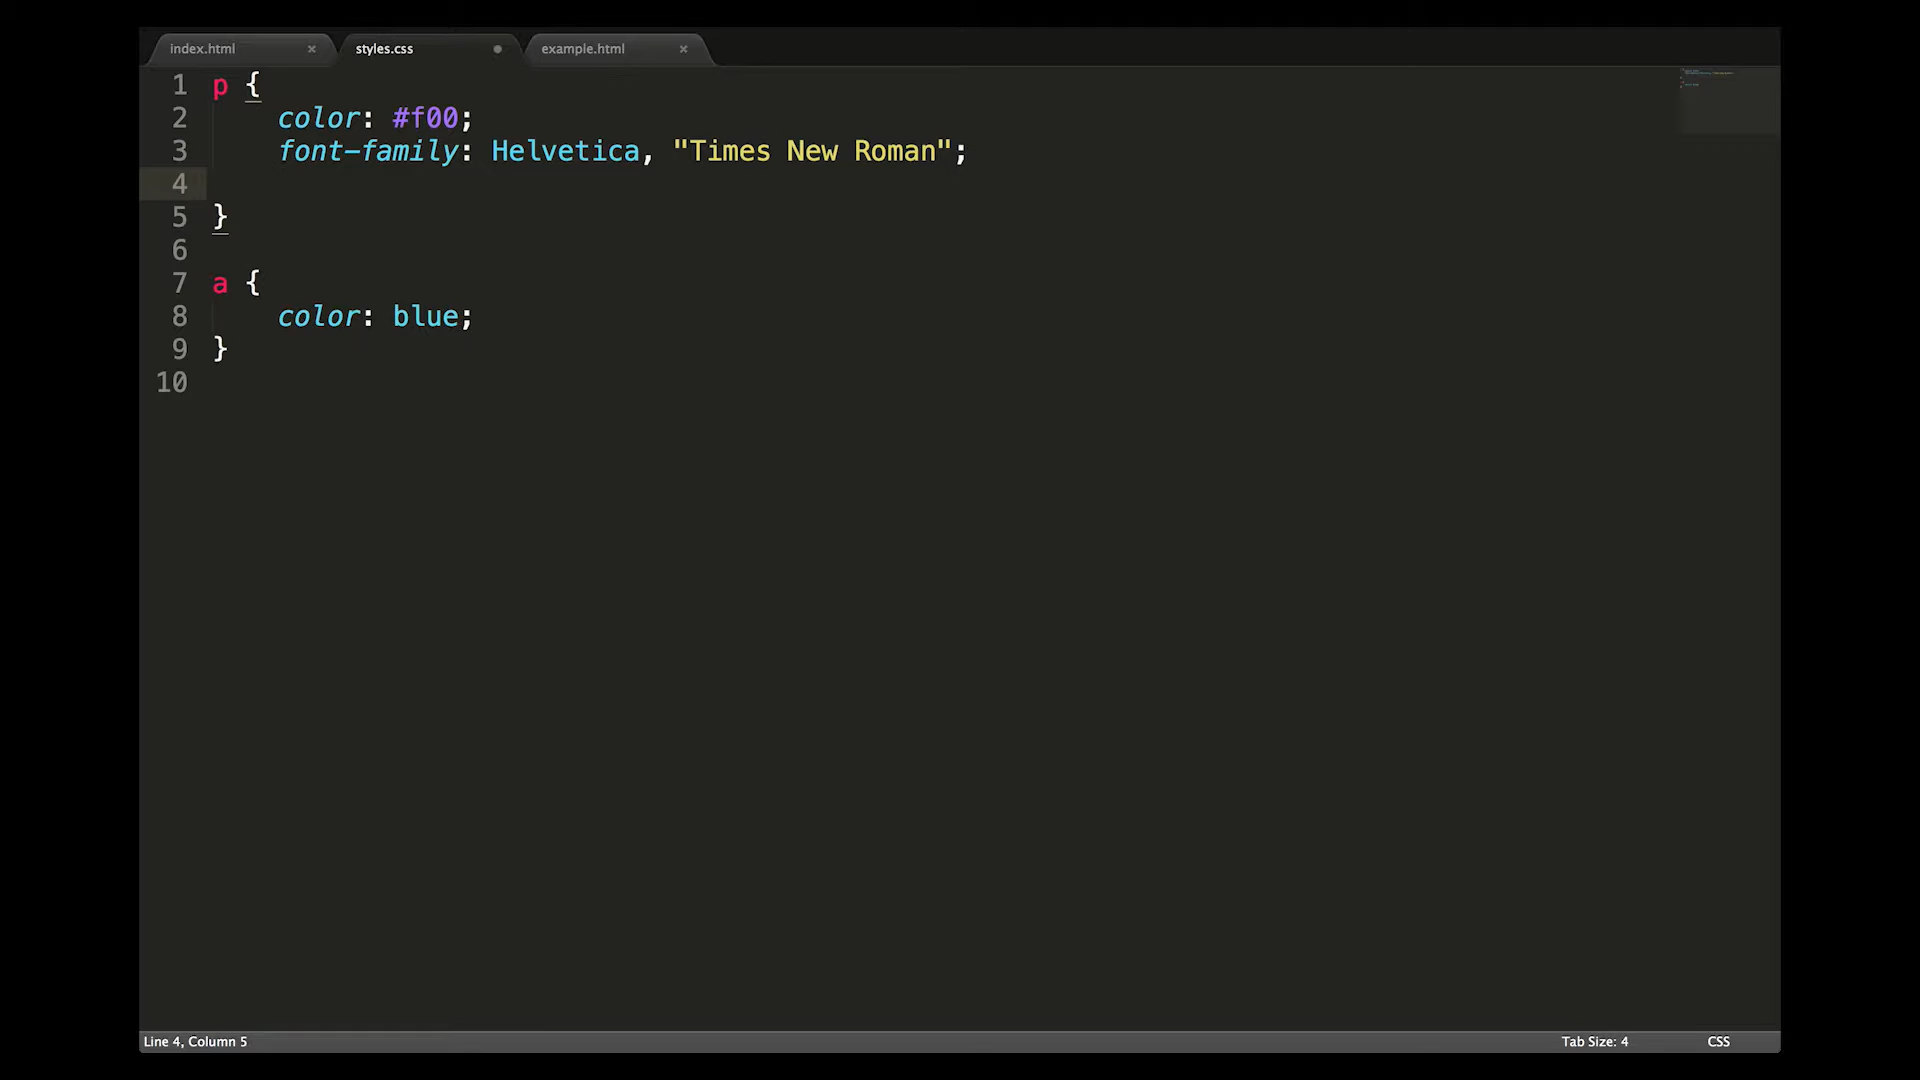 index.html × styles.css example.html ×
1 p {
2     color: #f00;
3     font-family: Helvetica, "Times New Roman";
4
5 }
6
7 a {
8     color: blue;
9 }
10
Line 4, Column 5 Tab Size: 4 CSS